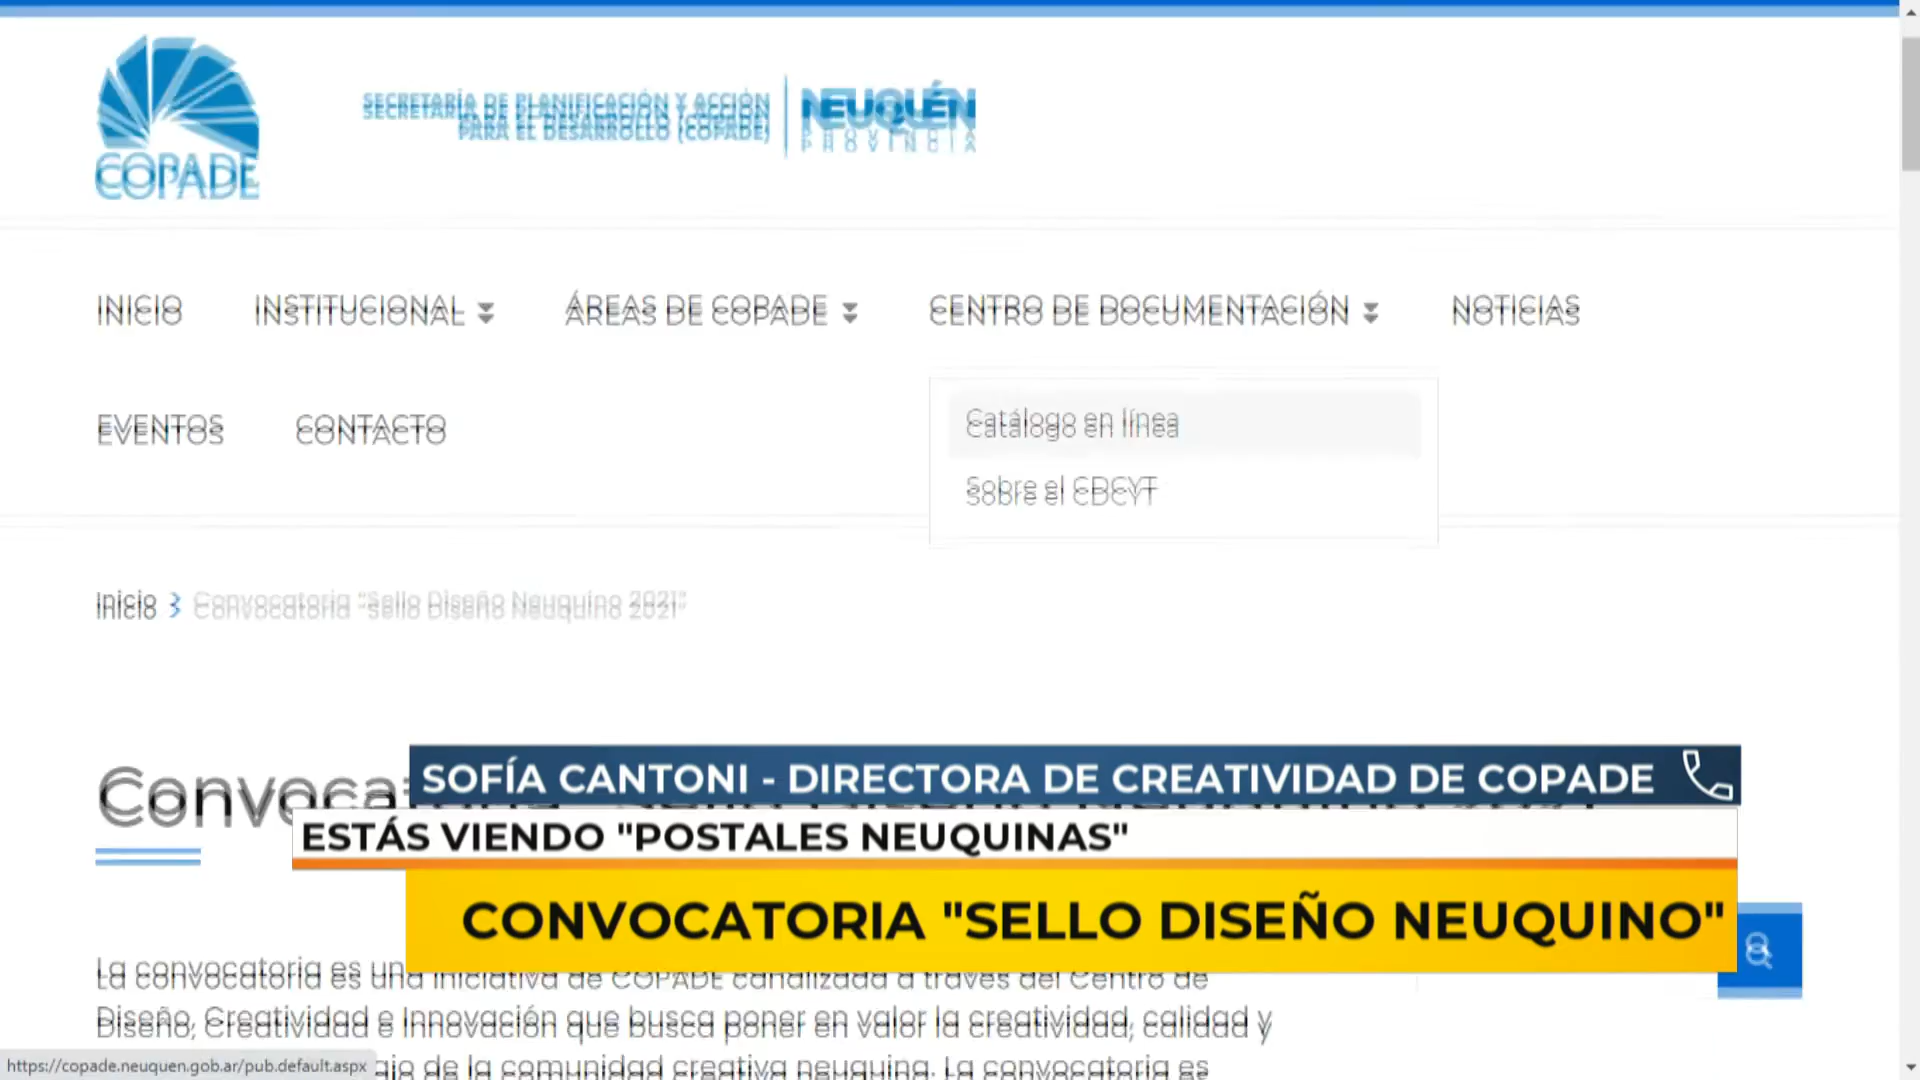 COPADE
SECRETARÍA DE PLANIFICACIÓN Y ACCIÓN
PARA EL DESARROLLO (COPADE)
NEUQUÉN
PROVINCIA
INICIO INSTITUCIONAL ÁREAS DE COPADE CENTRO DE DOCUMENTACIÓN NOTICIAS
EVENTOS CONTACTO
Catálogo en línea
Sobre el CDCYT
Inicio Convocatoria "Sello Diseño Neuquino 2021"
SOFÍA CANTONI - DIRECTORA DE CREATIVIDAD DE COPADE
ESTÁS VIENDO "POSTALES NEUQUINAS"
CONVOCATORIA "SELLO DISEÑO NEUQUINO"
La convocatoria es una iniciativa de COPADE canalizada a través del Centro de
Diseño, Creatividad e Innovación que busca poner en valor la creatividad, calidad y
de la comunidad creativa neuquina. La convocatoria es
https://copade.neuquen.gob.ar/pub.default.aspx